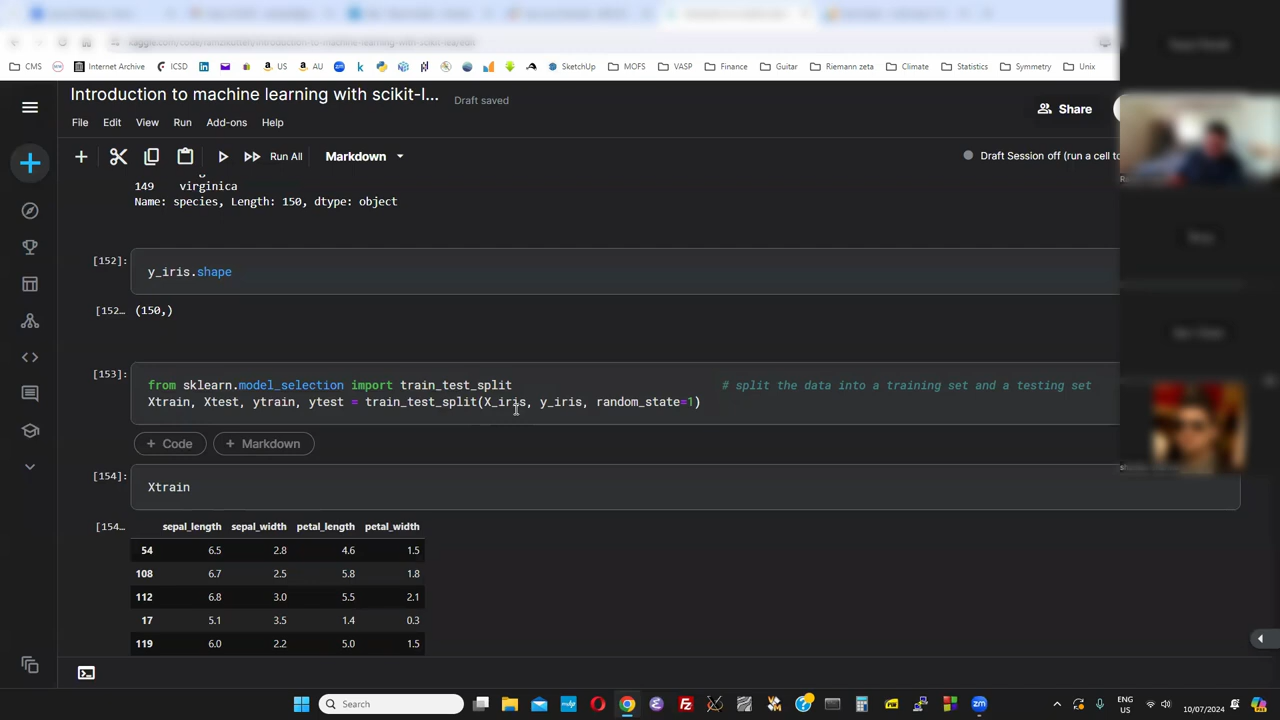 CMS
Internet Archive
ICSD
US
AU
SketchUp
MOFS
VASP
Finance
Guitar
Riemann zeta
Climate
Statistics
Symmetry
Unix
Introduction to machine learning with scikit-l...
Draft saved
Share
File Edit View Run Add-ons Help
Run All
Markdown
Draft Session off (run a cell to
149 virginica
Name: species, Length: 150, dtype: object
[152]:
y_iris.shape
[152...
(150,)
[153]:
from sklearn.model_selection import train_test_split # split the data into a training set and a testing set
Xtrain, Xtest, ytrain, ytest = train_test_split(X_iris, y_iris, random_state=1)
+ Code
+ Markdown
[154]:
Xtrain
[154...
sepal_length sepal_width petal_length petal_width
54 6.5 2.8 4.6 1.5
108 6.7 2.5 5.8 1.8
112 6.8 3.0 5.5 2.1
17 5.1 3.5 1.4 0.3
119 6.0 2.2 5.0 1.5
Search
ENG
US
10/07/2024